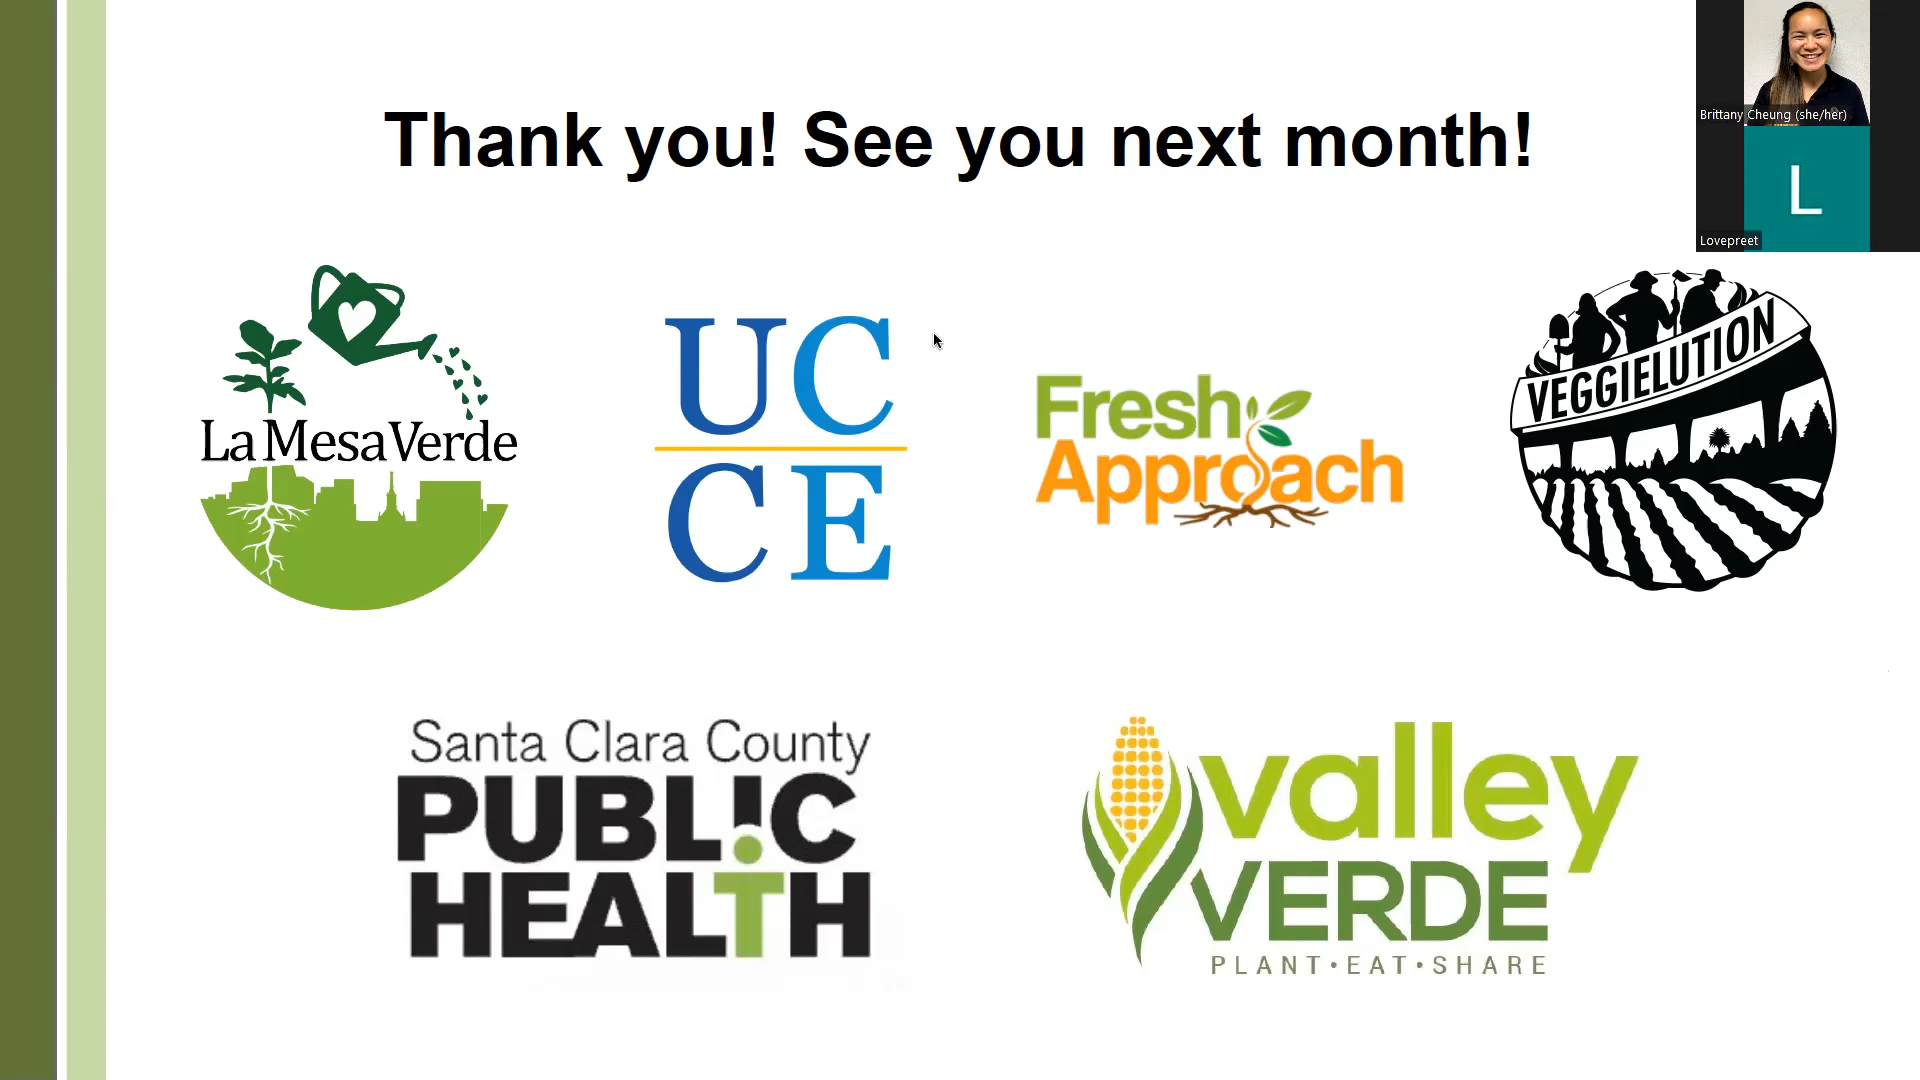 Thank you! See you next month!
Brittany Cheung (she/her)
L
Lovepreet
La Mesa Verde
UC
CE
Fresh
Approach
VEGGIELUTION
Santa Clara County
PUBLIC
HEALTH
valley
VERDE
PLANT•EAT•SHARE